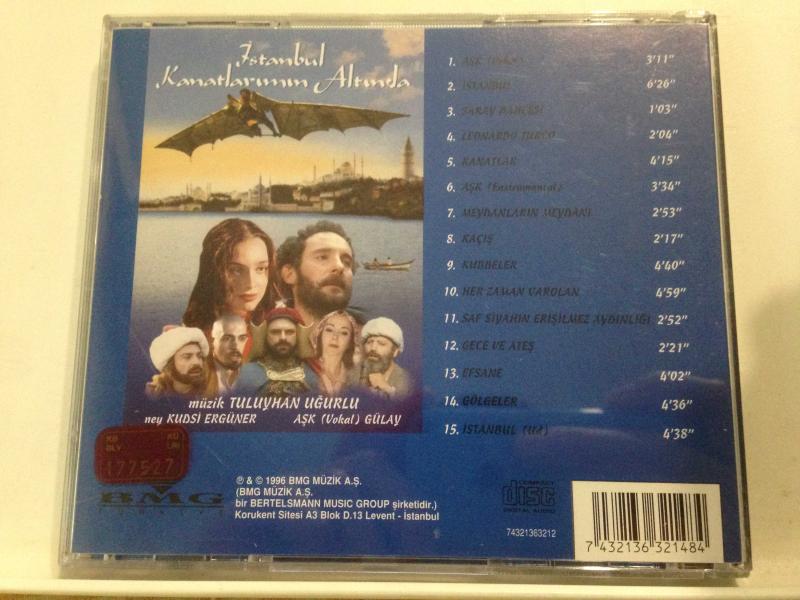 İstanbul
Kanatlarımın Altında
müzik TULUYHAN UĞURLU
ney KUDSİ ERGÜNER AŞK (Vokal) GÜLAY
1. AŞK (Vokal) 3'11"
2. İSTANBUL 6'26"
3. SARAY BAHÇESİ 1'03"
4. LEONARDO TURCO 2'04"
5. KANATLAR 4'15"
6. AŞK (Enstrumental) 3'34"
7. MEYDANLARIN MEYDANI 2'53"
8. KAÇIŞ 2'17"
9. KUBBELER 4'40"
10. HER ZAMAN VAROLAN 4'59"
11. SAF SİYAHIN ERİŞİLMEZ AYDINLIĞI 2'52"
12. GECE VE ATEŞ 2'21"
13. EFSANE 4'02"
14. GÖLGELER 4'36"
15. İSTANBUL 4'38"
177527
BMG
TÜRKİYE
℗ & © 1996 BMG MÜZİK A.Ş.
(BMG MÜZİK A.Ş.
bir BERTELSMANN MUSIC GROUP şirketidir.)
Korukent Sitesi A3 Blok D.13 Levent - İstanbul
COMPACT
disc
DIGITAL AUDIO
74321363212
7 432136 321484